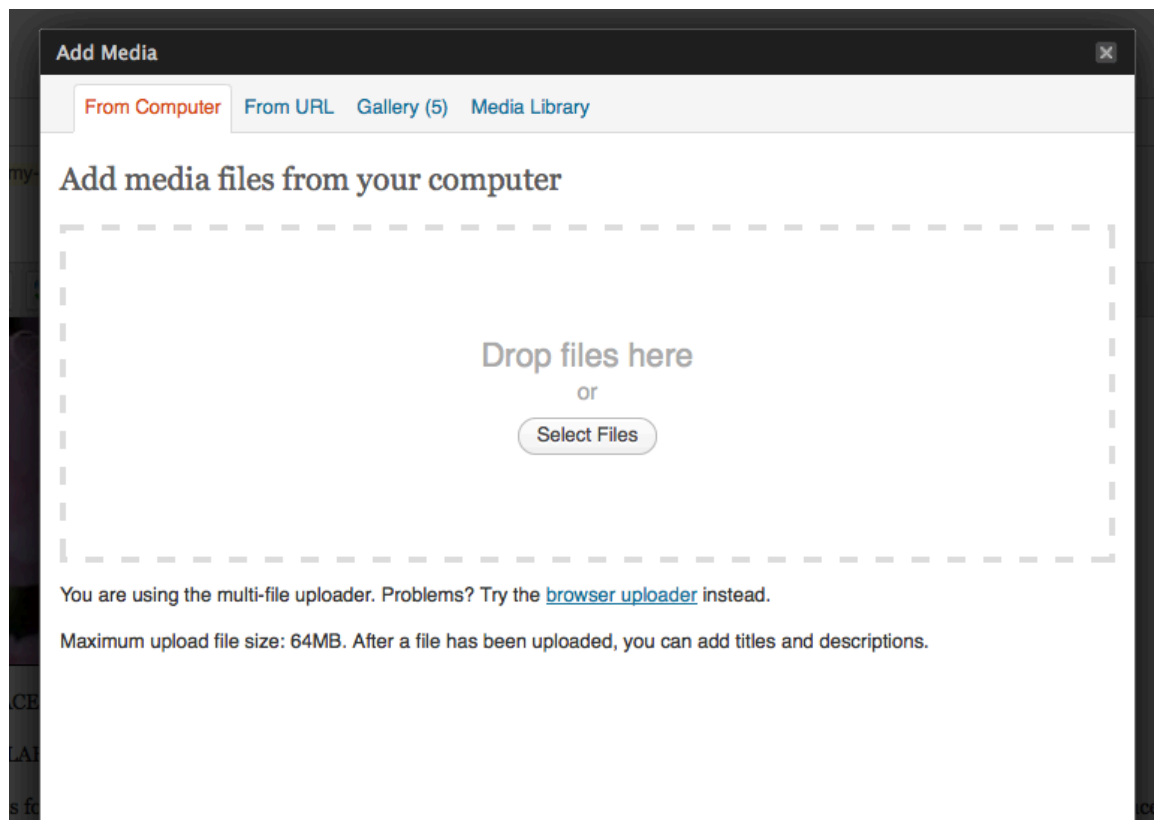 Add Media
From Computer From URL Gallery (5) Media Library
my-
Add media files from your computer
Drop files here
or
Select Files
You are using the multi-file uploader. Problems? Try the browser uploader instead.
Maximum upload file size: 64MB. After a file has been uploaded, you can add titles and descriptions.